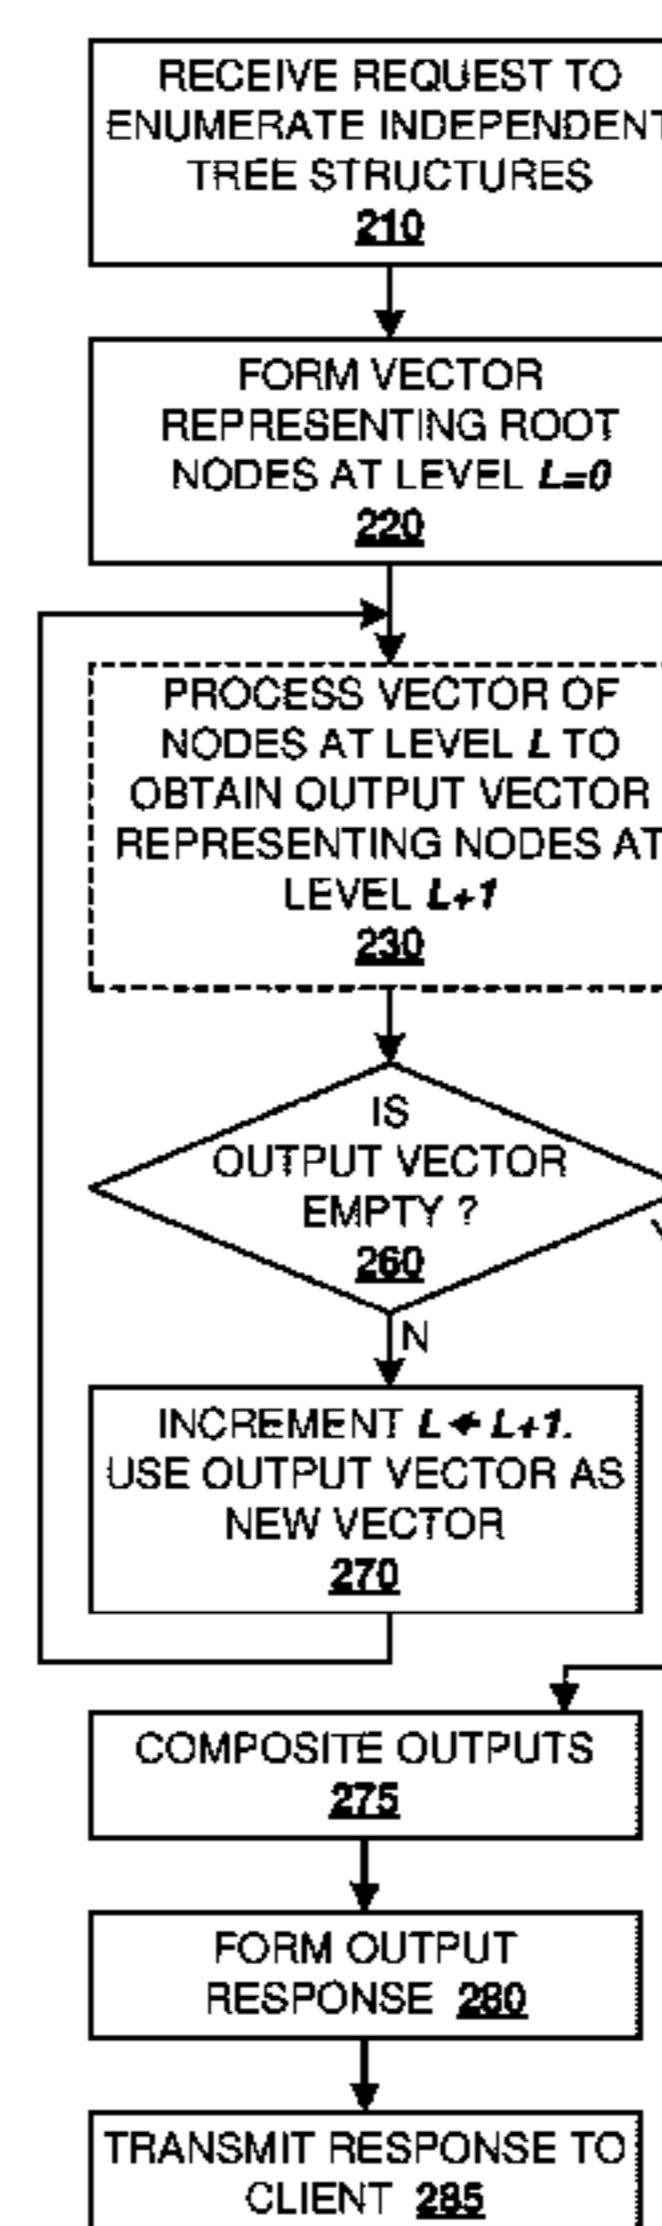 RECEIVE REQUEST TO
ENUMERATE INDEPENDENT
TREE STRUCTURES
210
FORM VECTOR
REPRESENTING ROOT
NODES AT LEVEL L=0
220
PROCESS VECTOR OF
NODES AT LEVEL L TO
OBTAIN OUTPUT VECTOR
REPRESENTING NODES AT
LEVEL L+1
230
IS
OUTPUT VECTOR
EMPTY ?
260
N
INCREMENT L ← L+1.
USE OUTPUT VECTOR AS
NEW VECTOR
270
COMPOSITE OUTPUTS
275
FORM OUTPUT
RESPONSE 280
TRANSMIT RESPONSE TO
CLIENT 285